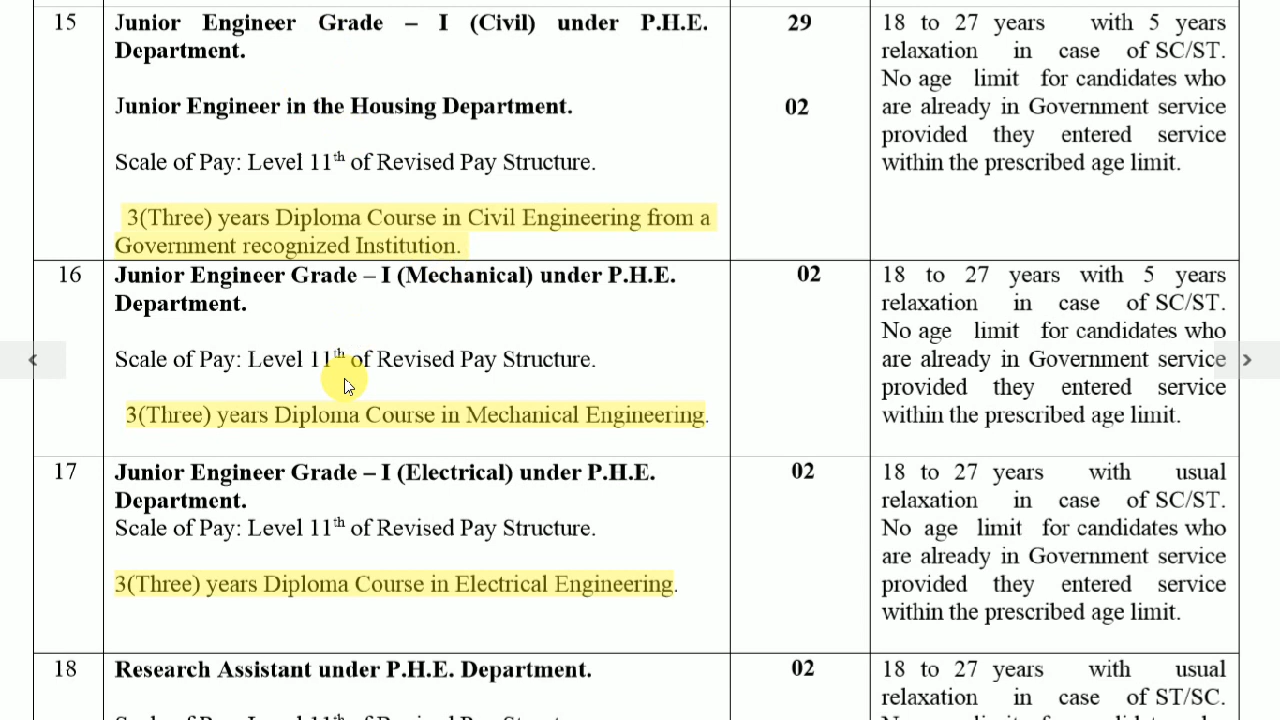 15
Junior Engineer Grade – I (Civil) under P.H.E.
Department.
Junior Engineer in the Housing Department.
Scale of Pay: Level 11th of Revised Pay Structure.
3(Three) years Diploma Course in Civil Engineering from a
Government recognized Institution.
29
02
18 to 27 years with 5 years
relaxation in case of SC/ST.
No age limit for candidates who
are already in Government service
provided they entered service
within the prescribed age limit.
16
Junior Engineer Grade – I (Mechanical) under P.H.E.
Department.
Scale of Pay: Level 11th of Revised Pay Structure.
3(Three) years Diploma Course in Mechanical Engineering.
02
18 to 27 years with 5 years
relaxation in case of SC/ST.
No age limit for candidates who
are already in Government service
provided they entered service
within the prescribed age limit.
17
Junior Engineer Grade – I (Electrical) under P.H.E.
Department.
Scale of Pay: Level 11th of Revised Pay Structure.
3(Three) years Diploma Course in Electrical Engineering.
02
18 to 27 years with usual
relaxation in case of SC/ST.
No age limit for candidates who
are already in Government service
provided they entered service
within the prescribed age limit.
18
Research Assistant under P.H.E. Department.
02
18 to 27 years with usual
relaxation in case of ST/SC.